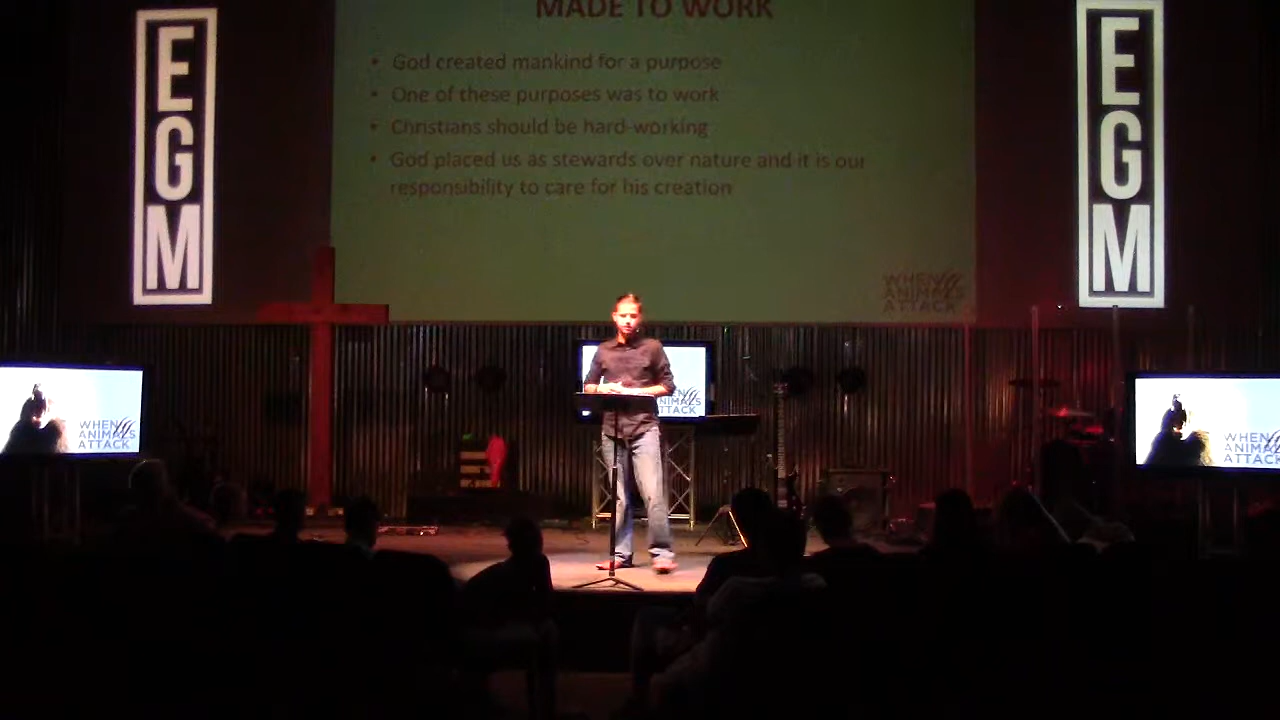 MADE TO WORK
• God created mankind for a purpose
• One of these purposes was to work
• Christians should be hard-working
• God placed us as stewards over nature and it is our
responsibility to care for his creation
WHEN
ANIMALS
ATTACK
E
G
M
E
G
M
WHEN
ANIMALS
ATTACK
WHEN
ANIMALS
ATTACK
WHEN
ANIMALS
ATTACK